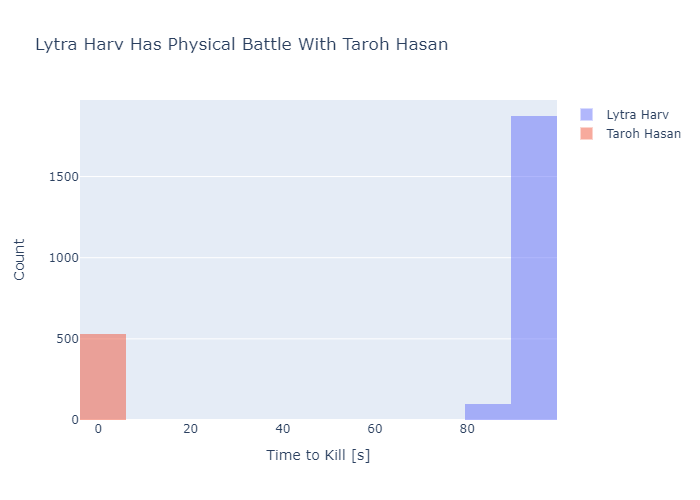 Lytra Harv Has Physical Battle With Taroh Hasan
Lytra Harv
Taroh Hasan
1500
1000
500
0
Count
0 20 40 60 80
Time to Kill [s]